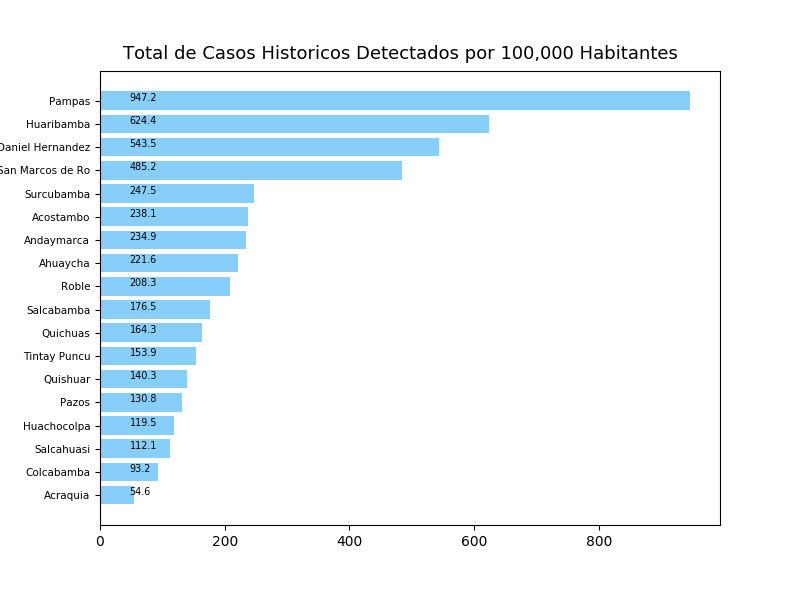 Total de Casos Historicos Detectados por 100,000 Habitantes
Pampas 947.2
Huaribamba 624.4
Daniel Hernandez 543.5
San Marcos de Ro 485.2
Surcubamba 247.5
Acostambo 238.1
Andaymarca 234.9
Ahuaycha 221.6
Roble 208.3
Salcabamba 176.5
Quichuas 164.3
Tintay Puncu 153.9
Quishuar 140.3
Pazos 130.8
Huachocolpa 119.5
Salcahuasi 112.1
Colcabamba 93.2
Acraquia 54.6
0 200 400 600 800